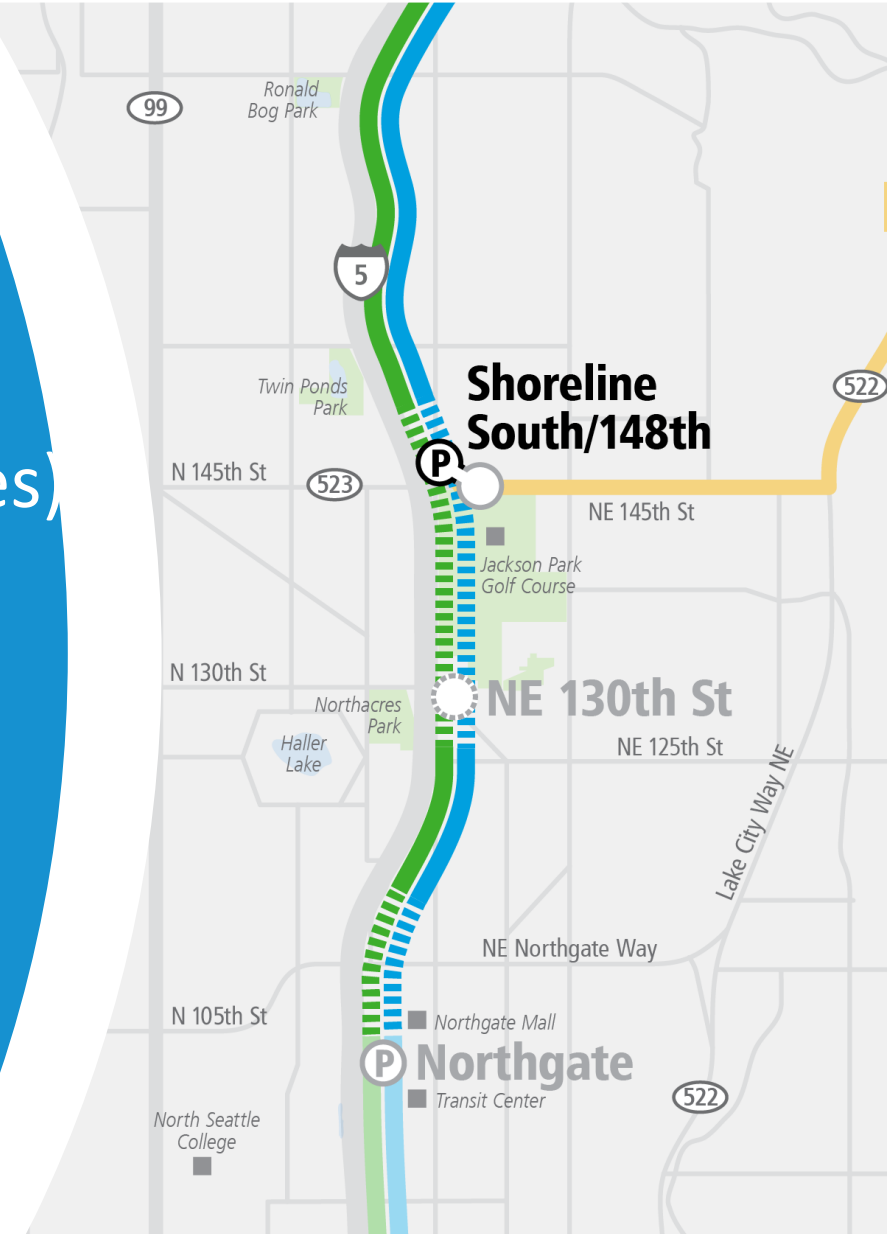 Ronald
Bog Park
99
5
Shoreline
South/148th
Twin Ponds
Park
522
P
N 145th St
523
NE 145th St
es)
Jackson Park
Golf Course
N 130th St
NE 130th St
Northacres
Park
Haller
Lake
NE 125th St
Lake City Way NE
NE Northgate Way
N 105th St
Northgate Mall
P
Northgate
Transit Center
522
North Seattle
College